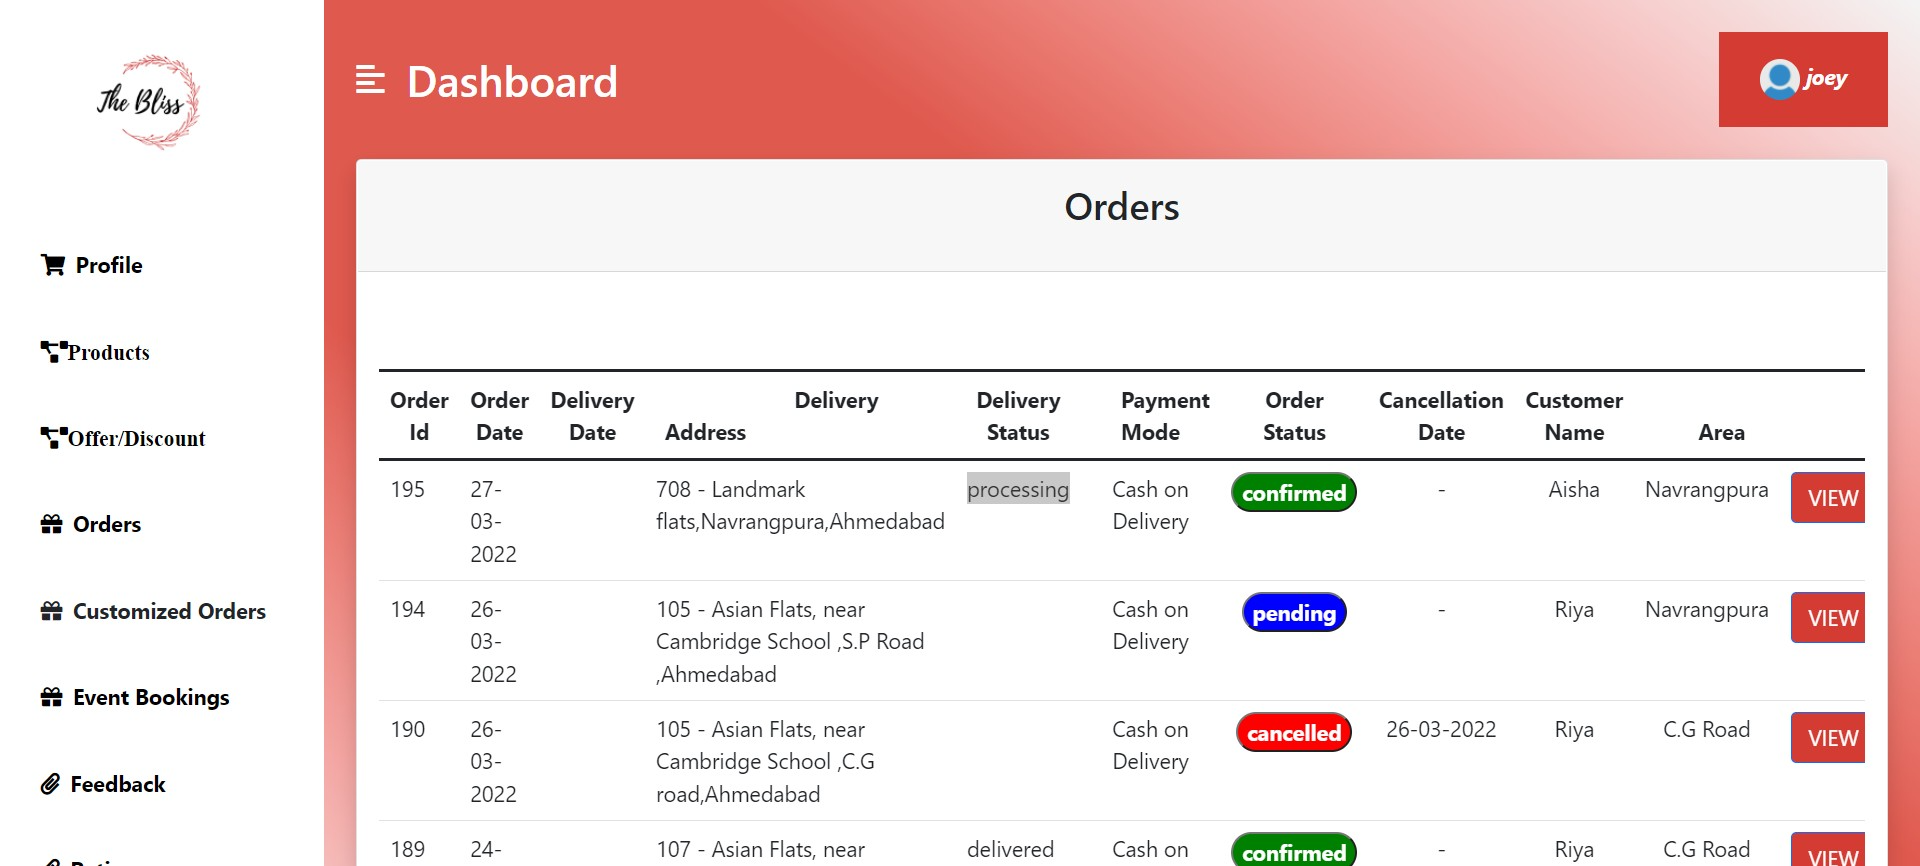 The Bliss
Dashboard
joey
Profile
Products
Offer/Discount
Orders
Customized Orders
Event Bookings
Feedback
Orders
Order Id Order Date Delivery Date Delivery Address Delivery Status Payment Mode Order Status Cancellation Date Customer Name Area
195 27- 708 - Landmark processing Cash on confirmed - Aisha Navrangpura VIEW
03- flats,Navrangpura,Ahmedabad Delivery
2022
194 26- 105 - Asian Flats, near Cash on pending - Riya Navrangpura VIEW
03- Cambridge School ,S.P Road Delivery
2022 ,Ahmedabad
190 26- 105 - Asian Flats, near Cash on cancelled 26-03-2022 Riya C.G Road VIEW
03- Cambridge School ,C.G Delivery
2022 road,Ahmedabad
189 24- 107 - Asian Flats, near delivered Cash on confirmed - Riya C.G Road VIEW